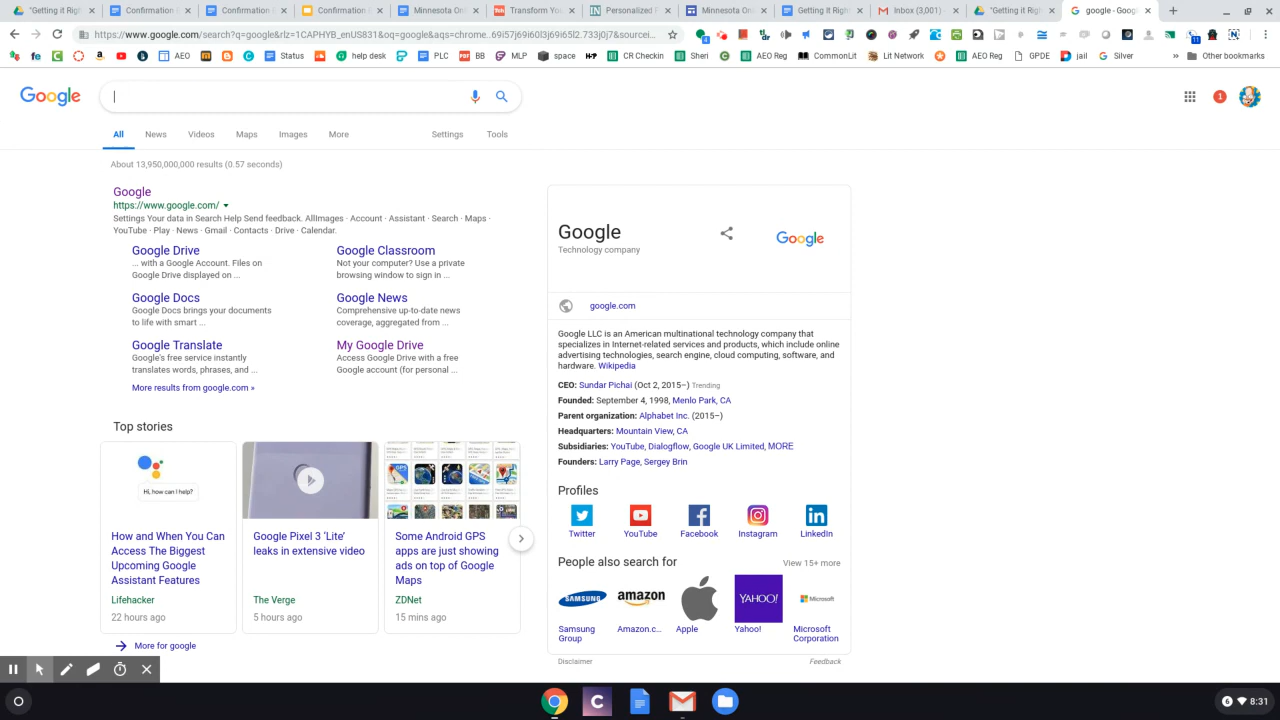 "Getting it Righ
Confirmation E
Confirmation E
Confirmation E
Minnesota Onl
Transform You
Personalized P
Minnesota Onl
Getting It Righ
Inbox (3,001) -
"Getting it Righ
google - Goog
https://www.google.com/search?q=google&rlz=1CAPHYB_enUS831&oq=google&aqs=chrome..69i57j69i60l3j69i65l2.733j0j7&sourcei...
AEO
Status
help desk
PLC
BB
MLP
space
CR Checkin
Sheri
AEO Reg
CommonLit
Lit Network
AEO Reg
GPDE
jail
Silver
»
Other bookmarks
Google
1
All
News
Videos
Maps
Images
More
Settings
Tools
About 13,950,000,000 results (0.57 seconds)
Google
https://www.google.com/
Settings Your data in Search Help Send feedback. AllImages · Account · Assistant · Search · Maps ·
YouTube · Play · News · Gmail · Contacts · Drive · Calendar.
Google Drive
... with a Google Account. Files on
Google Drive displayed on ...
Google Classroom
Not your computer? Use a private
browsing window to sign in ...
Google Docs
Google Docs brings your documents
to life with smart ...
Google News
Comprehensive up-to-date news
coverage, aggregated from ...
Google Translate
Google's free service instantly
translates words, phrases, and ...
My Google Drive
Access Google Drive with a free
Google account (for personal ...
More results from google.com »
Top stories
Hi, how can I help?
How and When You Can
Access The Biggest
Upcoming Google
Assistant Features
Lifehacker
22 hours ago
Google Pixel 3 'Lite'
leaks in extensive video
The Verge
5 hours ago
Some Android GPS
apps are just showing
ads on top of Google
Maps
ZDNet
15 mins ago
More for google
Google
Technology company
Google
google.com
Google LLC is an American multinational technology company that
specializes in Internet-related services and products, which include online
advertising technologies, search engine, cloud computing, software, and
hardware. Wikipedia
CEO: Sundar Pichai (Oct 2, 2015–) Trending
Founded: September 4, 1998, Menlo Park, CA
Parent organization: Alphabet Inc. (2015–)
Headquarters: Mountain View, CA
Subsidiaries: YouTube, Dialogflow, Google UK Limited, MORE
Founders: Larry Page, Sergey Brin
Profiles
Twitter
YouTube
Facebook
Instagram
LinkedIn
People also search for
View 15+ more
SAMSUNG
amazon
YAHOO!
Microsoft
Samsung
Group
Amazon.c...
Apple
Yahoo!
Microsoft
Corporation
Disclaimer
Feedback
6
8:31